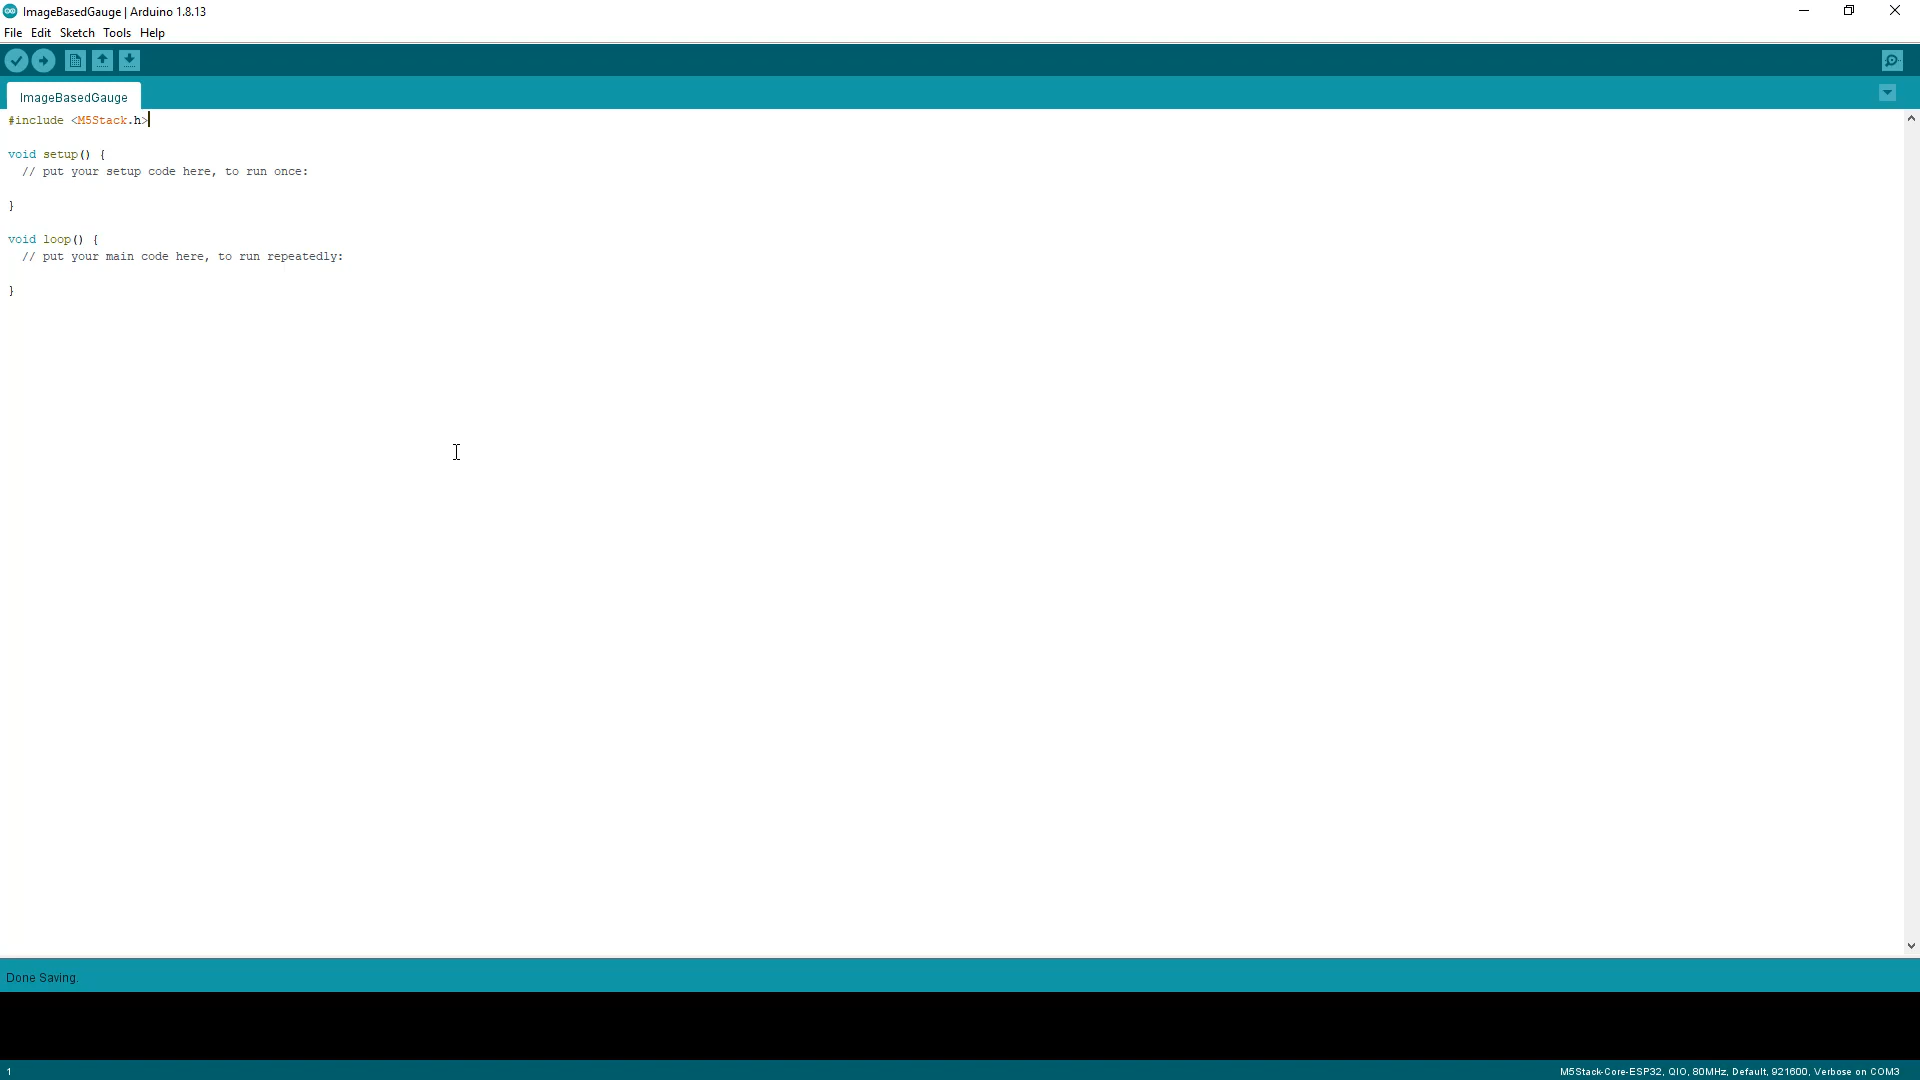 ImageBasedGauge | Arduino 1.8.13
File Edit Sketch Tools Help
ImageBasedGauge
#include <M5Stack.h>
void setup() {
// put your setup code here, to run once:
}
void loop() {
// put your main code here, to run repeatedly:
}
Done Saving.
1
M5Stack-Core-ESP32, QIO, 80MHz, Default, 921600, Verbose on COM3